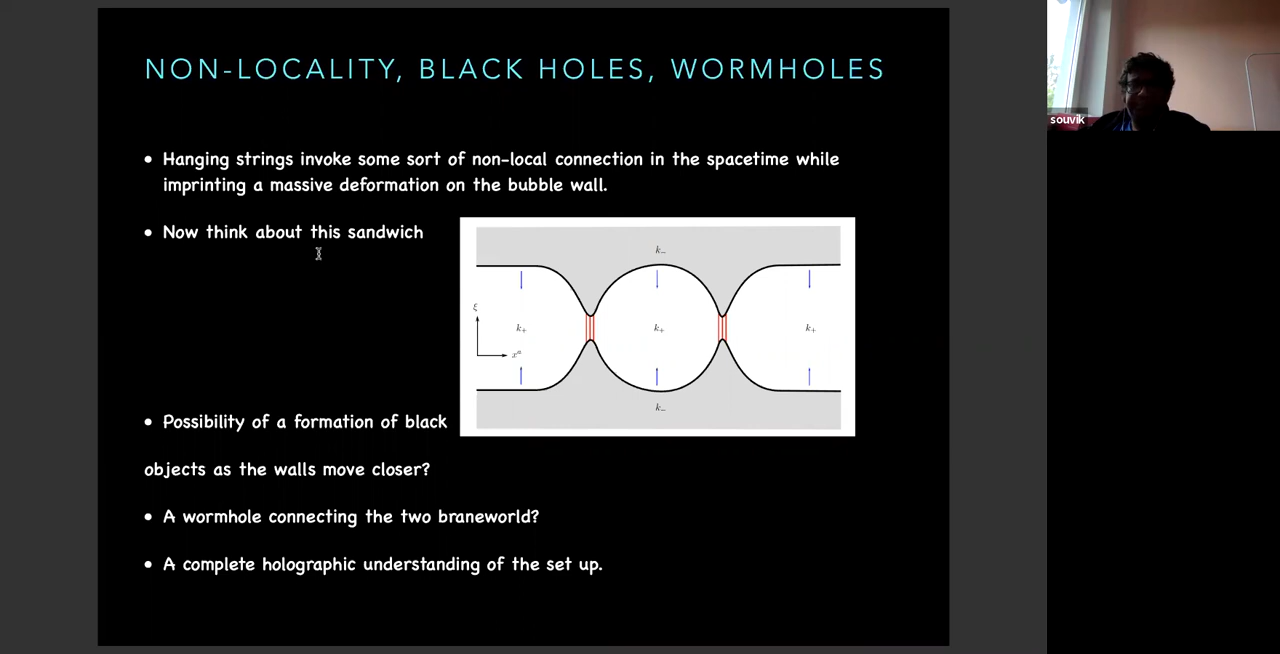 NON-LOCALITY, BLACK HOLES, WORMHOLES
souvik
• Hanging strings invoke some sort of non-local connection in the spacetime while
imprinting a massive deformation on the bubble wall.
• Now think about this sandwich
k₋
ξ
k₊
k₊
k₊
xᵃ
k₋
• Possibility of a formation of black
objects as the walls move closer?
• A wormhole connecting the two braneworld?
• A complete holographic understanding of the set up.